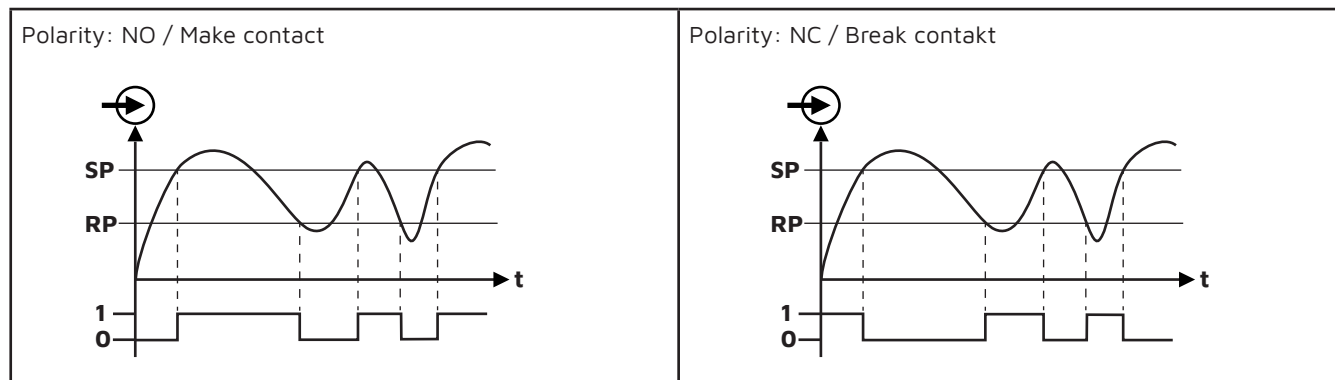 Polarity: NO / Make contact
SP
RP
t
1
0
Polarity: NC / Break contakt
SP
RP
t
1
0